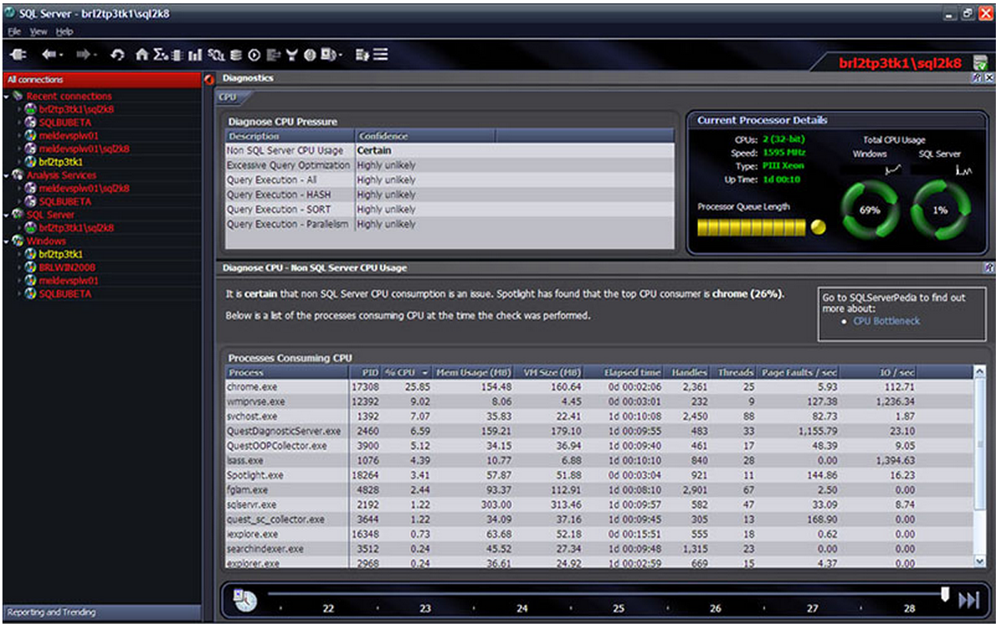 SQL Server - brl2tp3tk1\sql2k8
File View Help
brl2tp3tk1\sql2k8
All connections
Recent connections
brl2tp3tk1\sql2k8
SQLBUBETA
meldevsplw01
meldevsplw01\sql2k8
brl2tp3tk1
Analysis Services
meldevsplw01\sql2k8
SQLBUBETA
SQL Server
brl2tp3tk1\sql2k8
Windows
brl2tp3tk1
BRLWIN2008
meldevsplw01
SQLBUBETA
Reporting and Trending
Diagnostics
CPU
Diagnose CPU Pressure
Description Confidence
Non SQL Server CPU Usage Certain
Excessive Query Optimization Highly unlikely
Query Execution - All Highly unlikely
Query Execution - HASH Highly unlikely
Query Execution - SORT Highly unlikely
Query Execution - Parallelism Highly unlikely
Current Processor Details
CPUs: 2 (32-bit)
Speed: 1595 MHz
Type: PIII Xeon
Up Time: 1d 00:10
Processor Queue Length
Total CPU Usage
Windows SQL Server
69% 1%
Diagnose CPU - Non SQL Server CPU Usage
It is certain that non SQL Server CPU consumption is an issue. Spotlight has found that the top CPU consumer is chrome (26%).
Below is a list of the processes consuming CPU at the time the check was performed.
Go to SQLServerPedia to find out
more about:
• CPU Bottleneck
Processes Consuming CPU
Process PID % CPU Mem Usage (MB) VM Size (MB) Elapsed time Handles Threads Page Faults / sec IO / sec
chrome.exe 17308 25.85 154.48 160.64 0d 00:02:06 2,361 25 5.93 112.71
wmiprvse.exe 12392 9.02 8.06 4.45 0d 00:03:01 232 9 127.38 1,236.34
svchost.exe 1392 7.07 35.83 22.41 1d 00:10:08 2,450 88 82.73 1.87
QuestDiagnosticServer.exe 2460 6.59 159.21 179.10 1d 00:09:55 483 33 1,155.79 23.10
QuestOOPCollector.exe 3900 5.12 34.15 36.94 1d 00:09:40 461 17 48.39 9.05
lsass.exe 1076 4.39 10.77 6.88 1d 00:10:10 840 28 0.00 1,394.63
Spotlight.exe 18264 3.41 57.87 51.88 0d 00:03:04 921 11 144.86 16.23
fglam.exe 4828 2.44 93.37 112.91 1d 00:08:10 2,901 67 2.50 0.00
sqlservr.exe 2192 1.22 303.00 313.46 1d 00:09:57 582 47 33.09 8.74
quest_sc_collector.exe 3644 1.22 34.09 37.16 1d 00:09:45 305 13 168.90 0.00
iexplore.exe 16348 0.73 63.68 52.18 0d 00:15:51 555 18 0.62 0.00
searchindexer.exe 3512 0.24 45.52 27.34 1d 00:09:48 1,315 23 0.00 0.00
explorer.exe 2968 0.24 36.61 24.92 1d 00:02:59 669 15 4.37 0.00
22 23 24 25 26 27 28